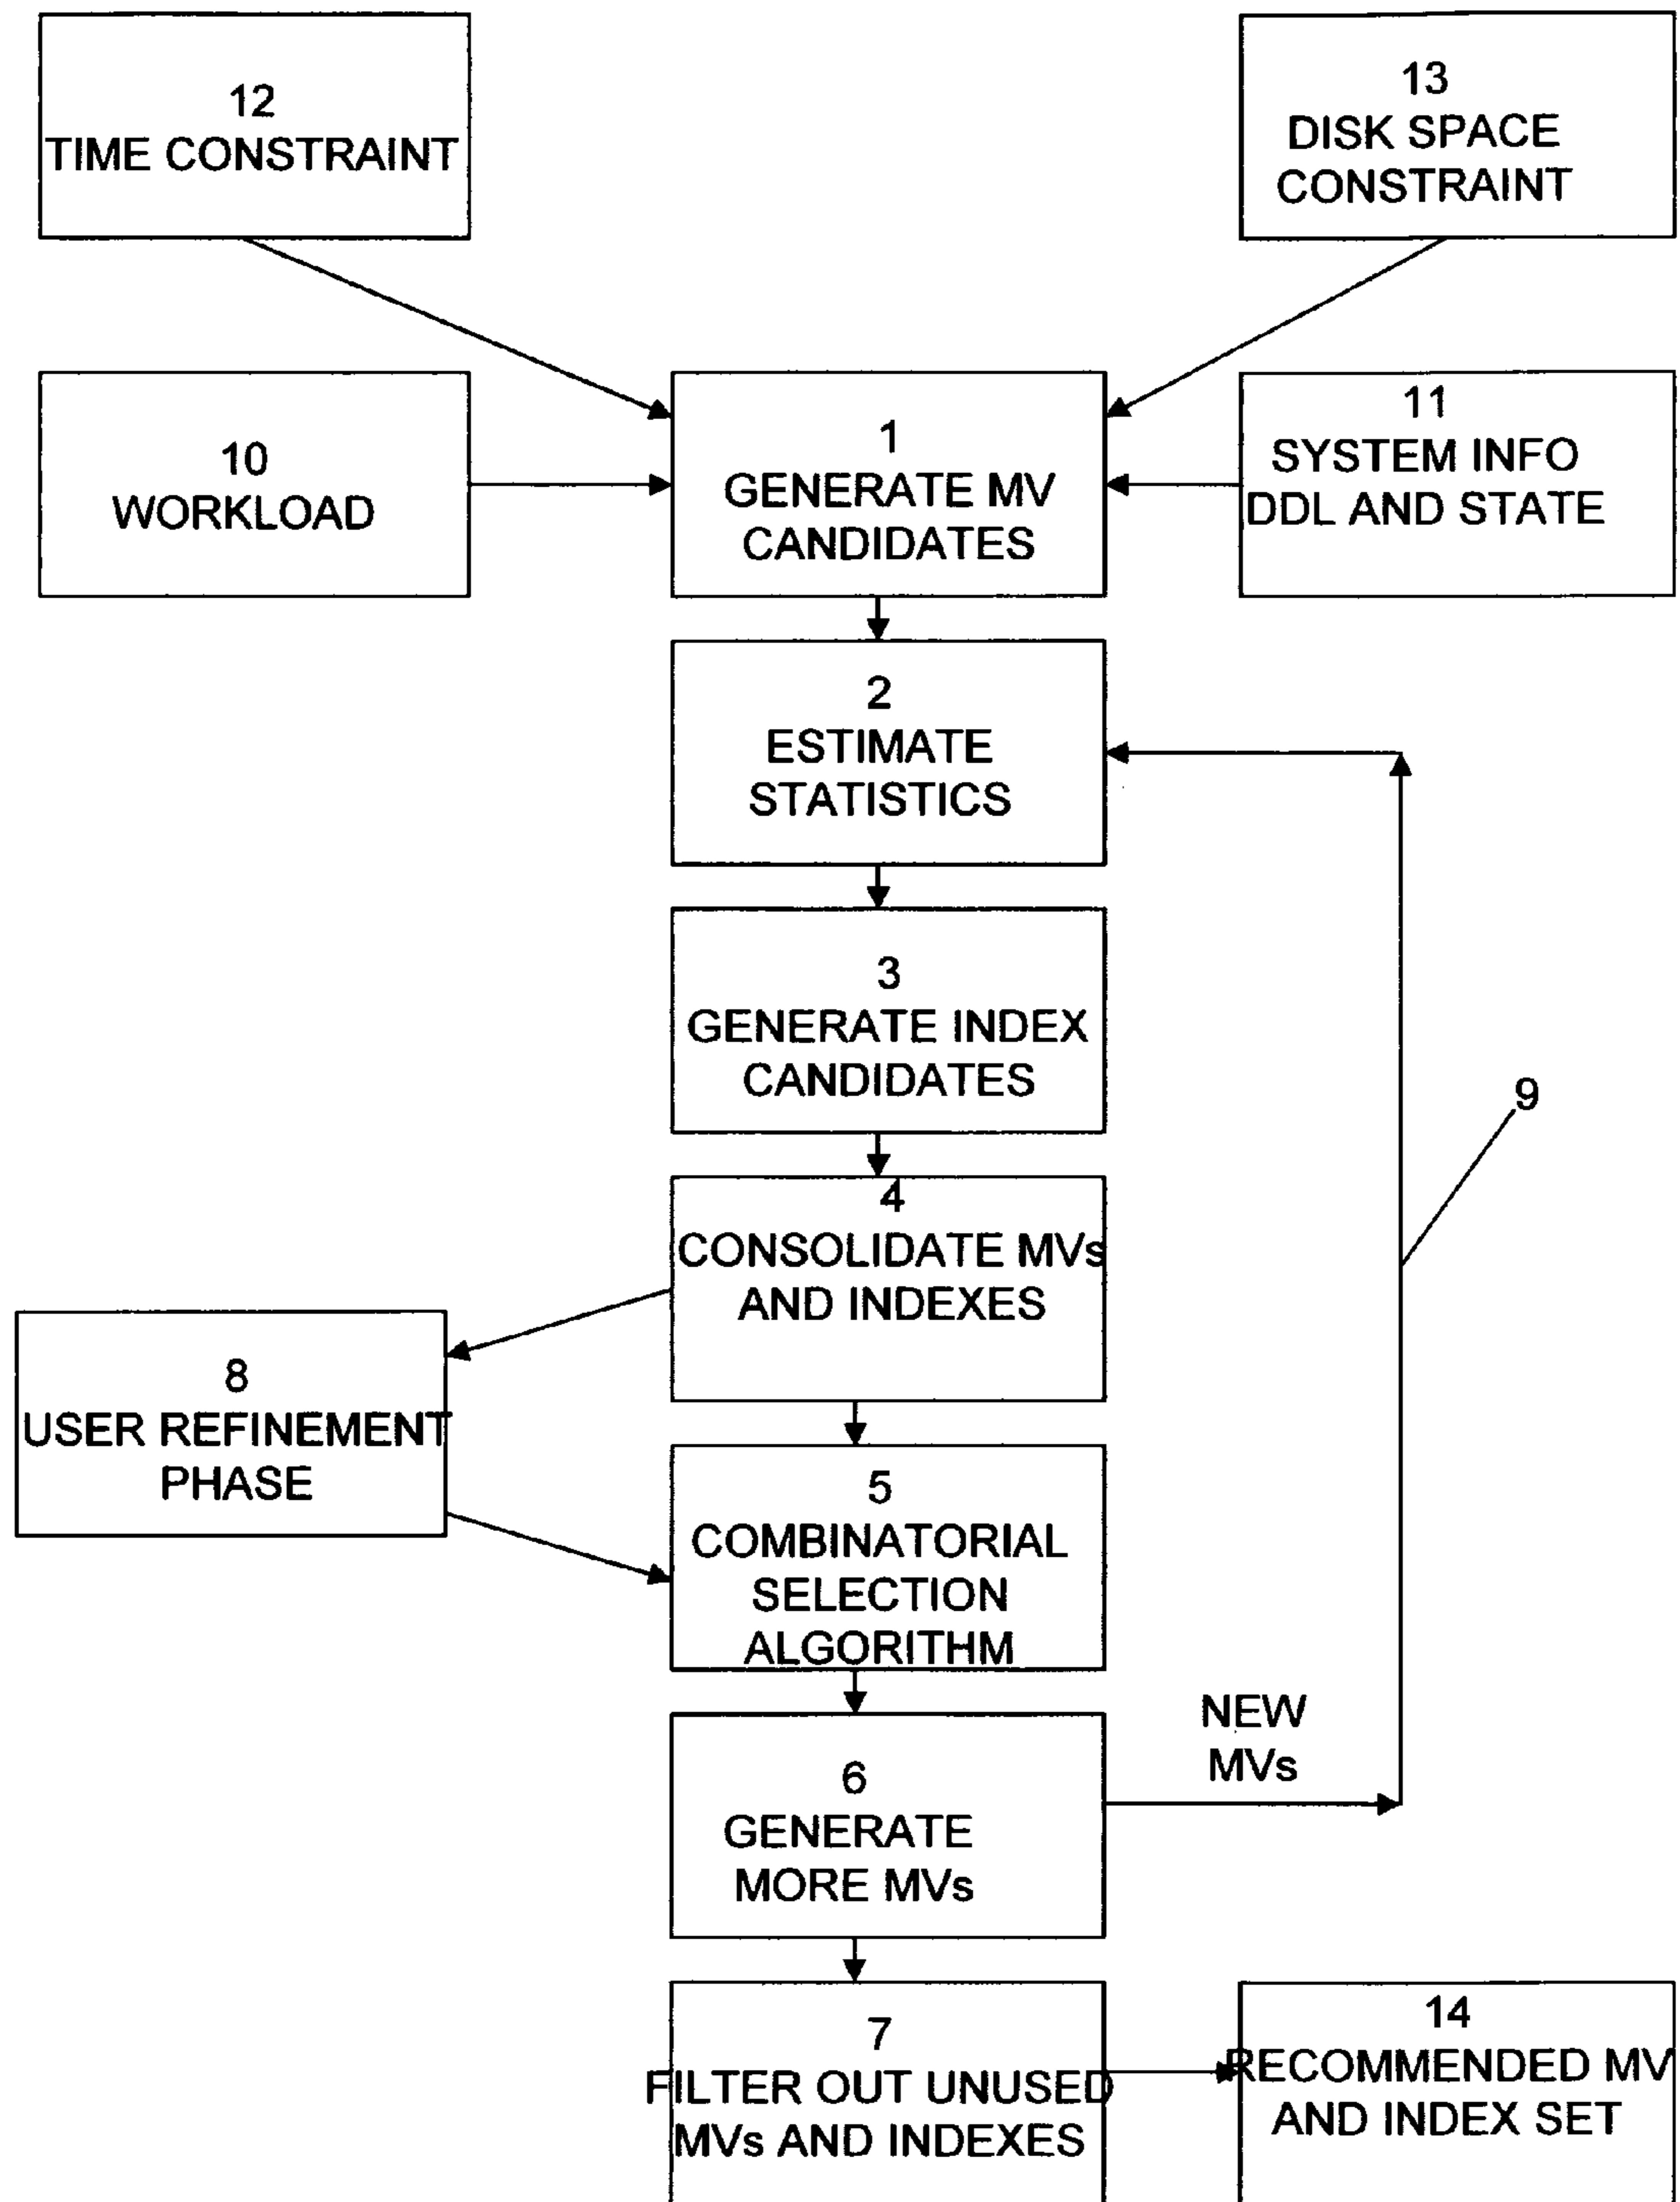 12
TIME CONSTRAINT
13
DISK SPACE
CONSTRAINT
10
WORKLOAD
1
GENERATE MV
CANDIDATES
11
SYSTEM INFO
DDL AND STATE
2
ESTIMATE
STATISTICS
3
GENERATE INDEX
CANDIDATES
9
4
CONSOLIDATE MVs
AND INDEXES
8
USER REFINEMENT
PHASE
5
COMBINATORIAL
SELECTION
ALGORITHM
NEW
MVs
6
GENERATE
MORE MVs
7
FILTER OUT UNUSED
MVs AND INDEXES
14
RECOMMENDED MV
AND INDEX SET